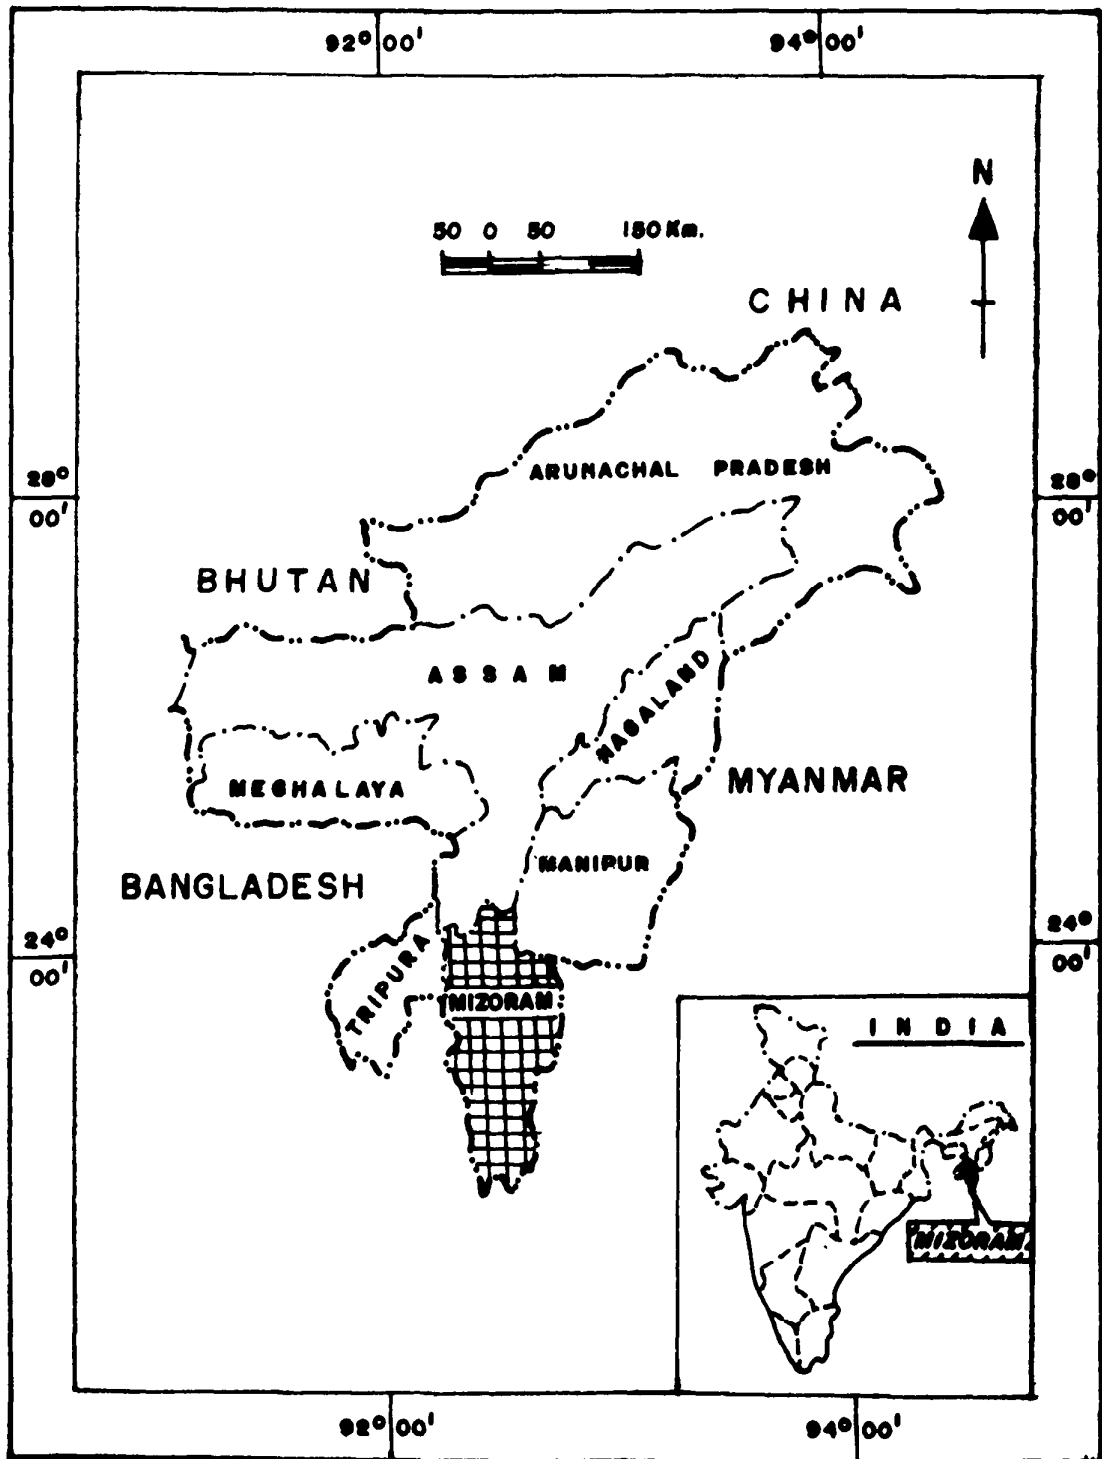 92° 00' 94° 00'
N
50 0 50 150 Km.
CHINA
ARUNACHAL PRADESH
28° 28°
00' 00'
BHUTAN
ASSAM
NAGALAND
MEGHALAYA
MYANMAR
MANIPUR
BANGLADESH
24° 24°
00' 00'
TRIPURA
MIZORAM
INDIA
MIZORAM
92° 00' 94° 00'